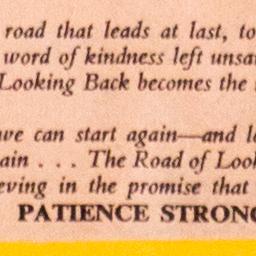 road that leads at last, to
word of kindness left unsa
Looking Back becomes the
we can start again—and l
ain . . . The Road of Look
eving in the promise that
PATIENCE STRONG